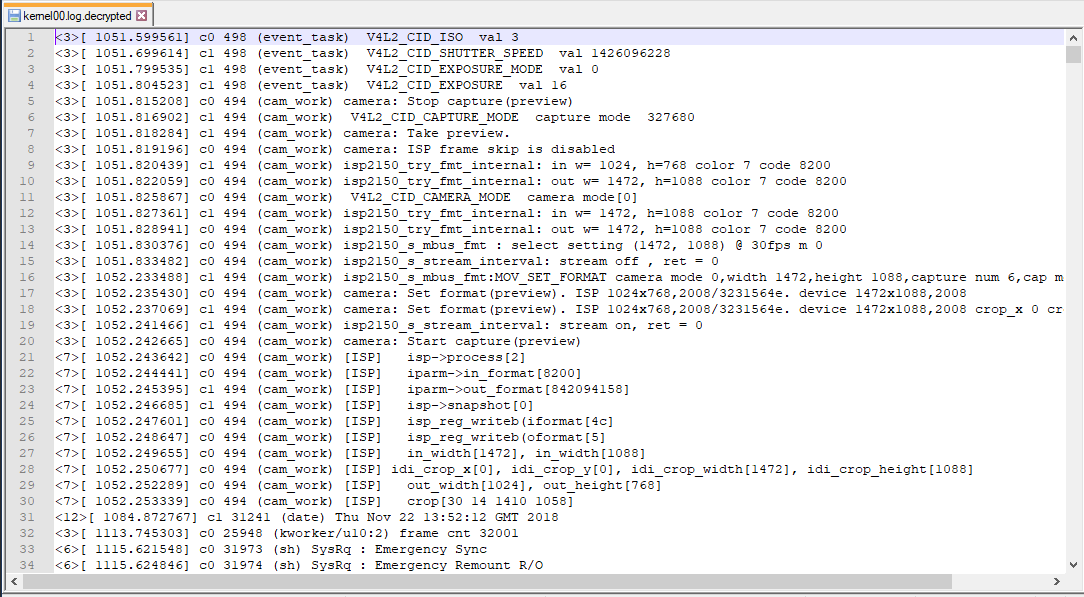 kernel00.log.decrypted
1 <3>[ 1051.599561] c0 498 (event_task)  V4L2_CID_ISO  val 3
2 <3>[ 1051.699614] c1 498 (event_task)  V4L2_CID_SHUTTER_SPEED  val 1426096228
3 <3>[ 1051.799535] c1 498 (event_task)  V4L2_CID_EXPOSURE_MODE  val 0
4 <3>[ 1051.804523] c1 498 (event_task)  V4L2_CID_EXPOSURE  val 16
5 <3>[ 1051.815208] c0 494 (cam_work) camera: Stop capture(preview)
6 <3>[ 1051.816902] c1 494 (cam_work)  V4L2_CID_CAPTURE_MODE  capture mode  327680
7 <3>[ 1051.818284] c1 494 (cam_work) camera: Take preview.
8 <3>[ 1051.819196] c0 494 (cam_work) camera: ISP frame skip is disabled
9 <3>[ 1051.820439] c1 494 (cam_work) isp2150_try_fmt_internal: in w= 1024, h=768 color 7 code 8200
10 <3>[ 1051.822059] c0 494 (cam_work) isp2150_try_fmt_internal: out w= 1472, h=1088 color 7 code 8200
11 <3>[ 1051.825867] c0 494 (cam_work)  V4L2_CID_CAMERA_MODE  camera mode[0]
12 <3>[ 1051.827361] c1 494 (cam_work) isp2150_try_fmt_internal: in w= 1472, h=1088 color 7 code 8200
13 <3>[ 1051.828941] c0 494 (cam_work) isp2150_try_fmt_internal: out w= 1472, h=1088 color 7 code 8200
14 <3>[ 1051.830376] c0 494 (cam_work) isp2150_s_mbus_fmt : select setting (1472, 1088) @ 30fps m 0
15 <3>[ 1051.833482] c0 494 (cam_work) isp2150_s_stream_interval: stream off , ret = 0
16 <3>[ 1052.233488] c1 494 (cam_work) isp2150_s_mbus_fmt:MOV_SET_FORMAT camera mode 0,width 1472,height 1088,capture num 6,cap m
17 <3>[ 1052.235430] c0 494 (cam_work) camera: Set format(preview). ISP 1024x768,2008/3231564e. device 1472x1088,2008
18 <3>[ 1052.237069] c1 494 (cam_work) camera: Set format(preview). ISP 1024x768,2008/3231564e. device 1472x1088,2008 crop_x 0 cr
19 <3>[ 1052.241466] c1 494 (cam_work) isp2150_s_stream_interval: stream on, ret = 0
20 <3>[ 1052.242665] c0 494 (cam_work) camera: Start capture(preview)
21 <7>[ 1052.243642] c0 494 (cam_work) [ISP]   isp->process[2]
22 <7>[ 1052.244441] c0 494 (cam_work) [ISP]   iparm->in_format[8200]
23 <7>[ 1052.245395] c1 494 (cam_work) [ISP]   iparm->out_format[842094158]
24 <7>[ 1052.246685] c1 494 (cam_work) [ISP]   isp->snapshot[0]
25 <7>[ 1052.247601] c0 494 (cam_work) [ISP]   isp_reg_writeb(iformat[4c]
26 <7>[ 1052.248647] c0 494 (cam_work) [ISP]   isp_reg_writeb(oformat[5]
27 <7>[ 1052.249655] c0 494 (cam_work) [ISP]   in_width[1472], in_width[1088]
28 <7>[ 1052.250677] c0 494 (cam_work) [ISP] idi_crop_x[0], idi_crop_y[0], idi_crop_width[1472], idi_crop_height[1088]
29 <7>[ 1052.252289] c0 494 (cam_work) [ISP]   out_width[1024], out_height[768]
30 <7>[ 1052.253339] c0 494 (cam_work) [ISP]   crop[30 14 1410 1058]
31 <12>[ 1084.872767] c1 31241 (date) Thu Nov 22 13:52:12 GMT 2018
32 <3>[ 1113.745303] c0 25948 (kworker/u10:2) frame cnt 32001
33 <6>[ 1115.621548] c0 31973 (sh) SysRq : Emergency Sync
34 <6>[ 1115.624846] c0 31974 (sh) SysRq : Emergency Remount R/O